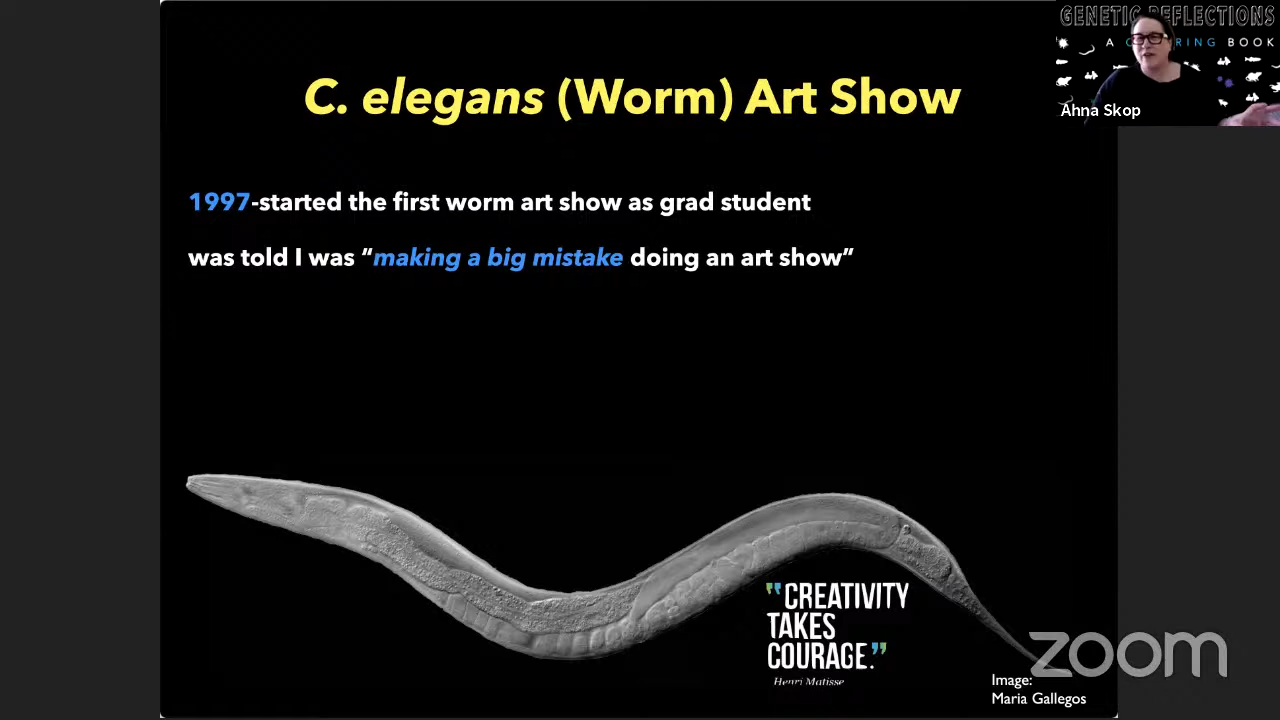 GENETIC REFLECTIONS
A COLORING BOOK
Ahna Skop
C. elegans (Worm) Art Show
1997-started the first worm art show as grad student
was told I was “making a big mistake doing an art show”
"CREATIVITY
TAKES
COURAGE."
Henri Matisse
Image:
Maria Gallegos
zoom